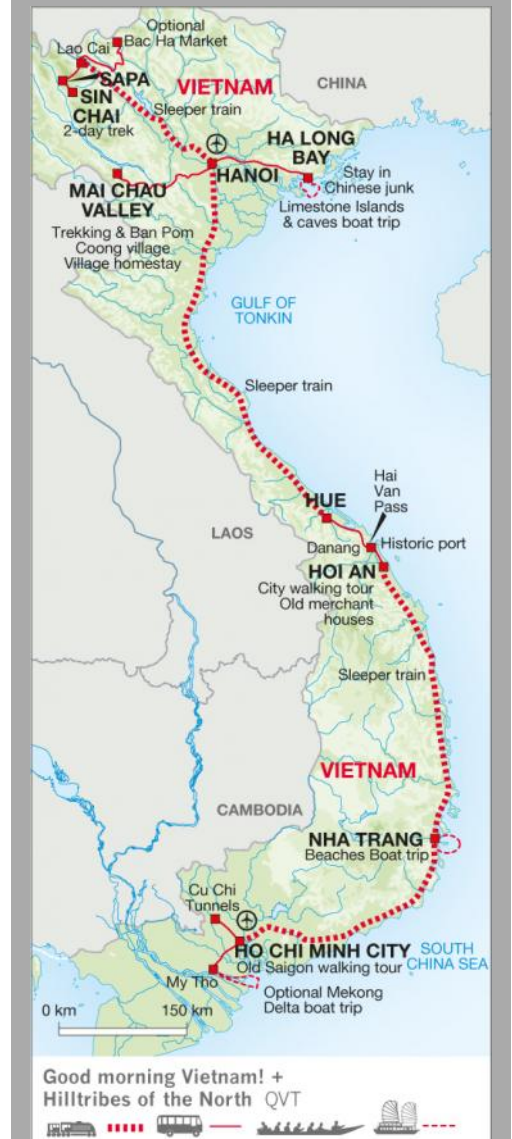 Optional
Bac Ha Market
Lao Cai
CHINA
SAPA
VIETNAM
SIN
CHAI
2-day trek
Sleeper train
HA LONG
BAY
HANOI
Stay in
Chinese junk
MAI CHAU
VALLEY
Limestone Islands
& caves boat trip
Trekking & Ban Pom
Coong village
Village homestay
GULF OF
TONKIN
Sleeper train
Hai
Van
Pass
HUE
LAOS
Danang
Historic port
HOI AN
City walking tour
Old merchant
houses
Sleeper train
VIETNAM
CAMBODIA
NHA TRANG
Beaches Boat trip
Cu Chi
Tunnels
HO CHI MINH CITY
Old Saigon walking tour
SOUTH
CHINA SEA
My Tho
Optional Mekong
Delta boat trip
0 km 150 km
Good morning Vietnam! +
Hilltribes of the North QVT